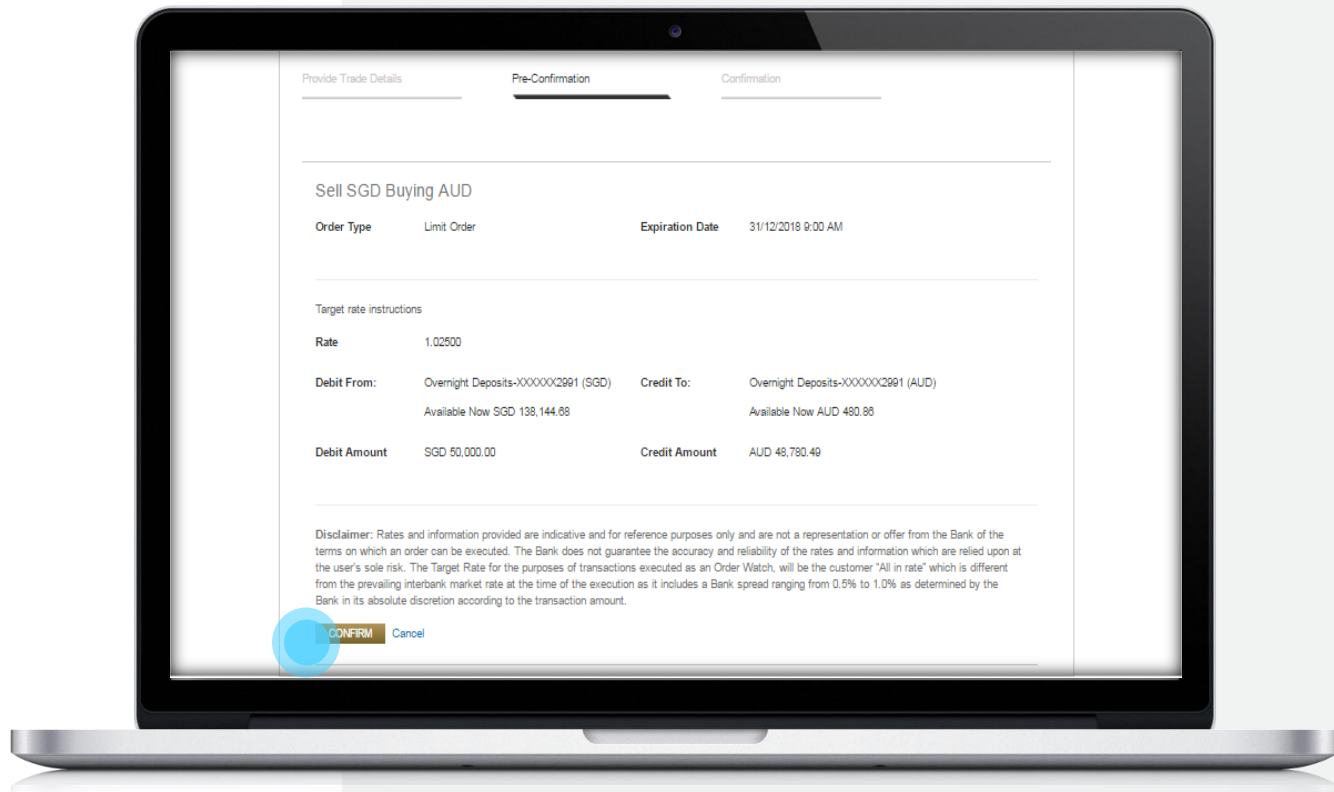 Provide Trade Details Pre-Confirmation Confirmation
Sell SGD Buying AUD
Order Type Limit Order Expiration Date 31/12/2018 9:00 AM
Target rate instructions
Rate 1.02500
Debit From: Overnight Deposits-XXXXXX2991 (SGD) Credit To: Overnight Deposits-XXXXXX2991 (AUD)
Available Now SGD 138,144.68 Available Now AUD 480.86
Debit Amount SGD 50,000.00 Credit Amount AUD 48,780.49
Disclaimer: Rates and information provided are indicative and for reference purposes only and are not a representation or offer from the Bank of the
terms on which an order can be executed. The Bank does not guarantee the accuracy and reliability of the rates and information which are relied upon at
the user's sole risk. The Target Rate for the purposes of transactions executed as an Order Watch, will be the customer "All in rate" which is different
from the prevailing interbank market rate at the time of the execution as it includes a Bank spread ranging from 0.5% to 1.0% as determined by the
Bank in its absolute discretion according to the transaction amount.
CONFIRM Cancel